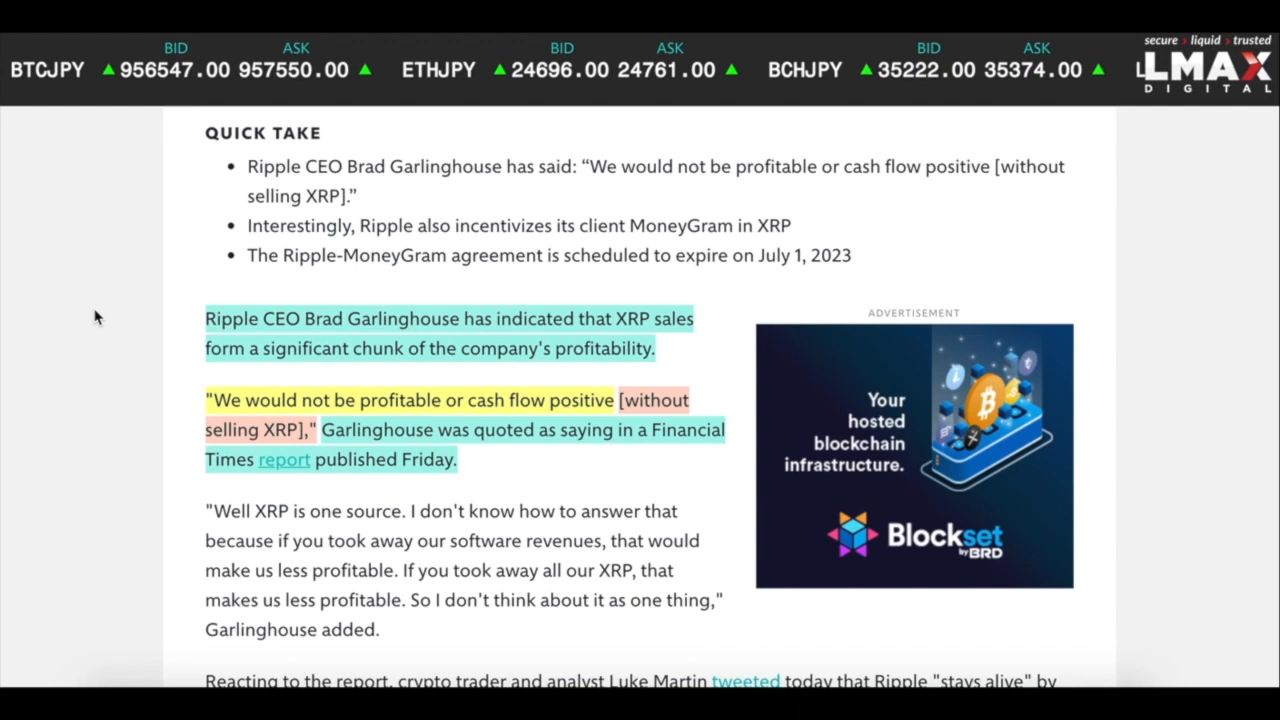 secure › liquid › trusted
BID ASK BID ASK BID ASK
BTCJPY ▲956547.00 957550.00 ▲ ETHJPY ▲24696.00 24761.00 ▲ BCHJPY ▲35222.00 35374.00 ▲ L
LMAX
DIGITAL
QUICK TAKE
• Ripple CEO Brad Garlinghouse has said: “We would not be profitable or cash flow positive [without
selling XRP].”
• Interestingly, Ripple also incentivizes its client MoneyGram in XRP
• The Ripple-MoneyGram agreement is scheduled to expire on July 1, 2023
Ripple CEO Brad Garlinghouse has indicated that XRP sales
form a significant chunk of the company's profitability.
"We would not be profitable or cash flow positive [without
selling XRP]," Garlinghouse was quoted as saying in a Financial
Times report published Friday.
"Well XRP is one source. I don't know how to answer that
because if you took away our software revenues, that would
make us less profitable. If you took away all our XRP, that
makes us less profitable. So I don't think about it as one thing,"
Garlinghouse added.
Reacting to the report, crypto trader and analyst Luke Martin tweeted today that Ripple "stays alive" by
ADVERTISEMENT
Your
hosted
blockchain
infrastructure.
Blockset
by BRD